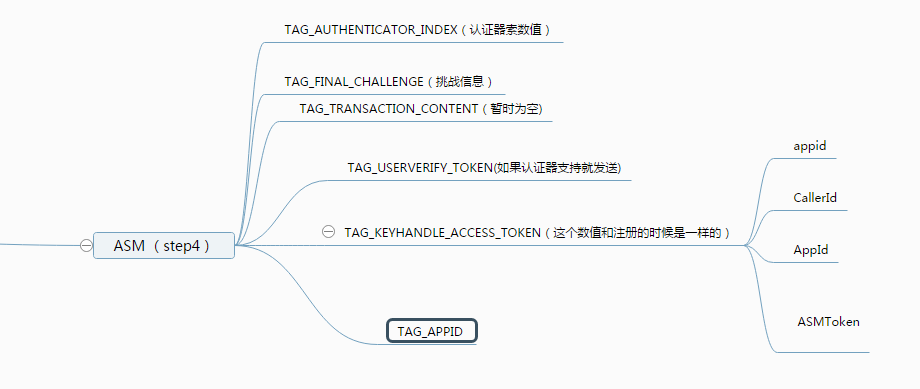 TAG_AUTHENTICATOR_INDEX（认证器索数值）
TAG_FINAL_CHALLENGE（挑战信息）
TAG_TRANSACTION_CONTENT（暂时为空)
TAG_USERVERIFY_TOKEN(如果认证器支持就发送)
ASM （step4）
TAG_KEYHANDLE_ACCESS_TOKEN（这个数值和注册的时候是一样的）
TAG_APPID
appid
CallerId
AppId
ASMToken